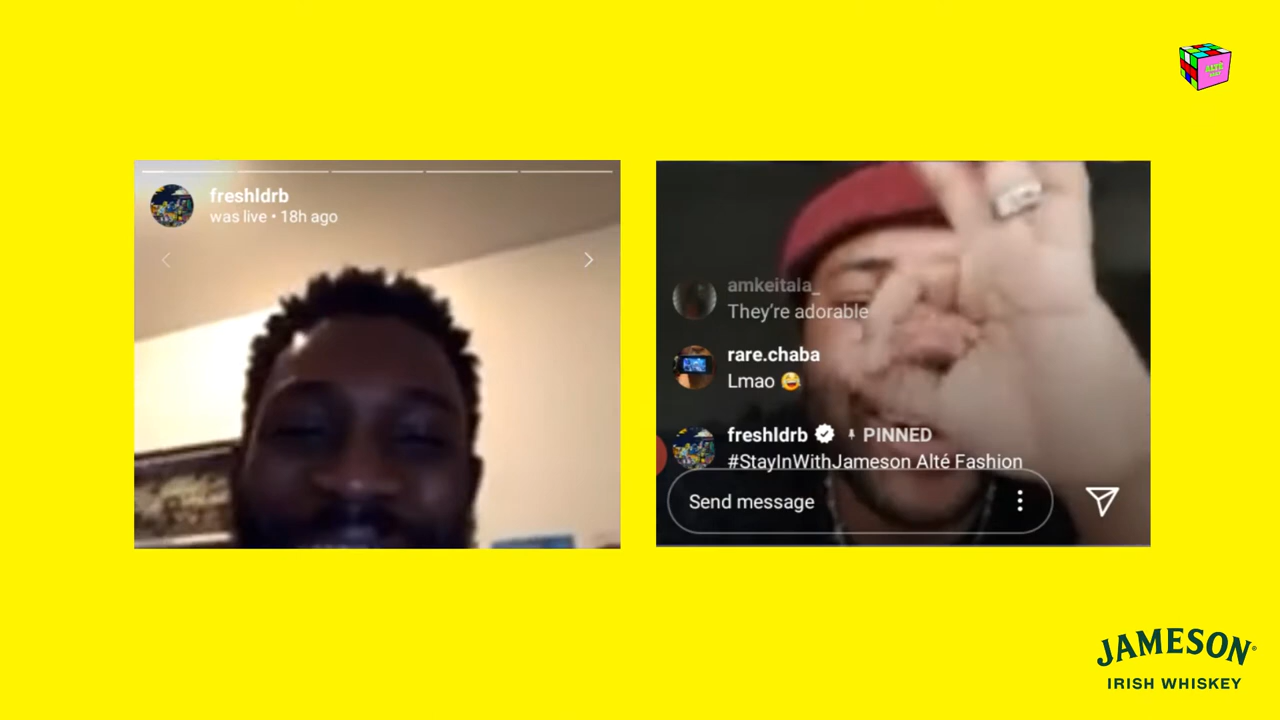 freshldrb
was live • 18h ago
amkeitala_
They're adorable
rare.chaba
Lmao 😂
freshldrb PINNED
#StayInWithJameson Alté Fashion
Send message
ALTÉ
JAMESON®
IRISH WHISKEY